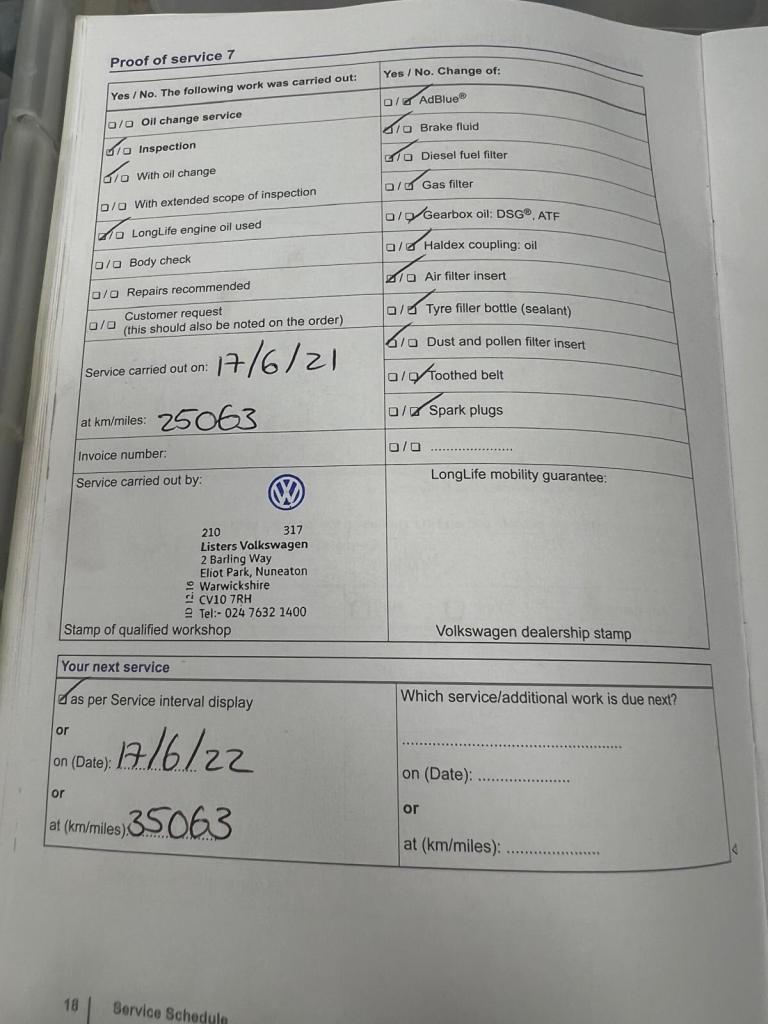 Proof of service 7
Yes / No. The following work was carried out:
☐/☐ Oil change service
☑/☐ Inspection
☑/☐ With oil change
☐/☐ With extended scope of inspection
☑/☐ LongLife engine oil used
☐/☐ Body check
☐/☐ Repairs recommended
☐/☐ Customer request
(this should also be noted on the order)
Service carried out on: 17/6/21
at km/miles: 25063
Invoice number:
Service carried out by:
VW
210 317
Listers Volkswagen
2 Barling Way
Eliot Park, Nuneaton
Warwickshire
CV10 7RH
Tel:- 024 7632 1400
Stamp of qualified workshop
Yes / No. Change of:
☐/☑ AdBlue®
☑/☐ Brake fluid
☑/☐ Diesel fuel filter
☐/☑ Gas filter
☐/☑ Gearbox oil: DSG®, ATF
☐/☑ Haldex coupling: oil
☑/☐ Air filter insert
☐/☑ Tyre filler bottle (sealant)
☑/☐ Dust and pollen filter insert
☐/☑ Toothed belt
☐/☑ Spark plugs
☐/☐ ......................
LongLife mobility guarantee:
Volkswagen dealership stamp
Your next service
☑ as per Service interval display
or
on (Date): 17/6/22
or
at (km/miles): 35063
Which service/additional work is due next?
......................................................
on (Date): ......................
or
at (km/miles): ......................
18 | Service Schedule